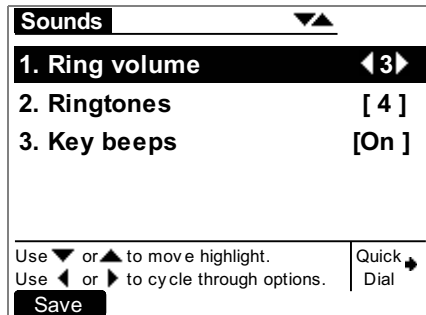 Sounds ▼▲
1. Ring volume ◀3▶
2. Ringtones [ 4 ]
3. Key beeps [On ]
Use ▼ or ▲ to move highlight.
Use ◀ or ▶ to cycle through options.
Quick ➧
Dial
Save